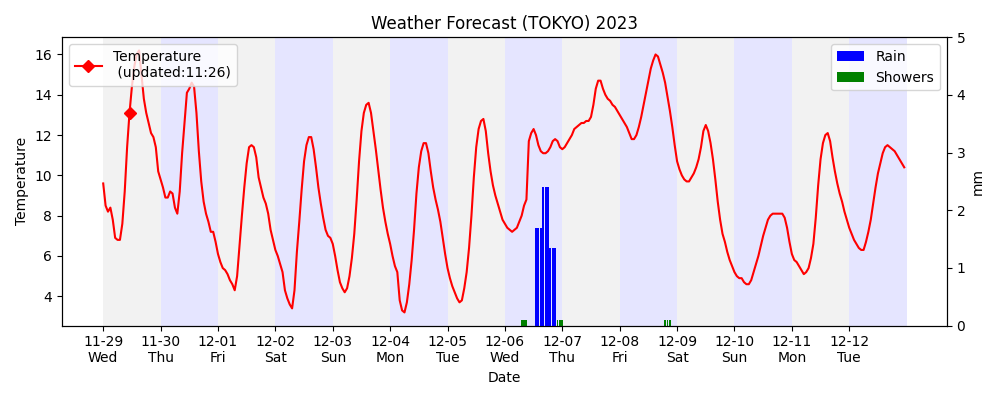 Weather Forecast (TOKYO) 2023
Temperature
(updated:11:26)
Rain
Showers
Temperature
16
14
12
10
8
6
4
5
4
3
2
1
0
mm
11-29 11-30 12-01 12-02 12-03 12-04 12-05 12-06 12-07 12-08 12-09 12-10 12-11 12-12
Wed Thu Fri Sat Sun Mon Tue Wed Thu Fri Sat Sun Mon Tue
Date